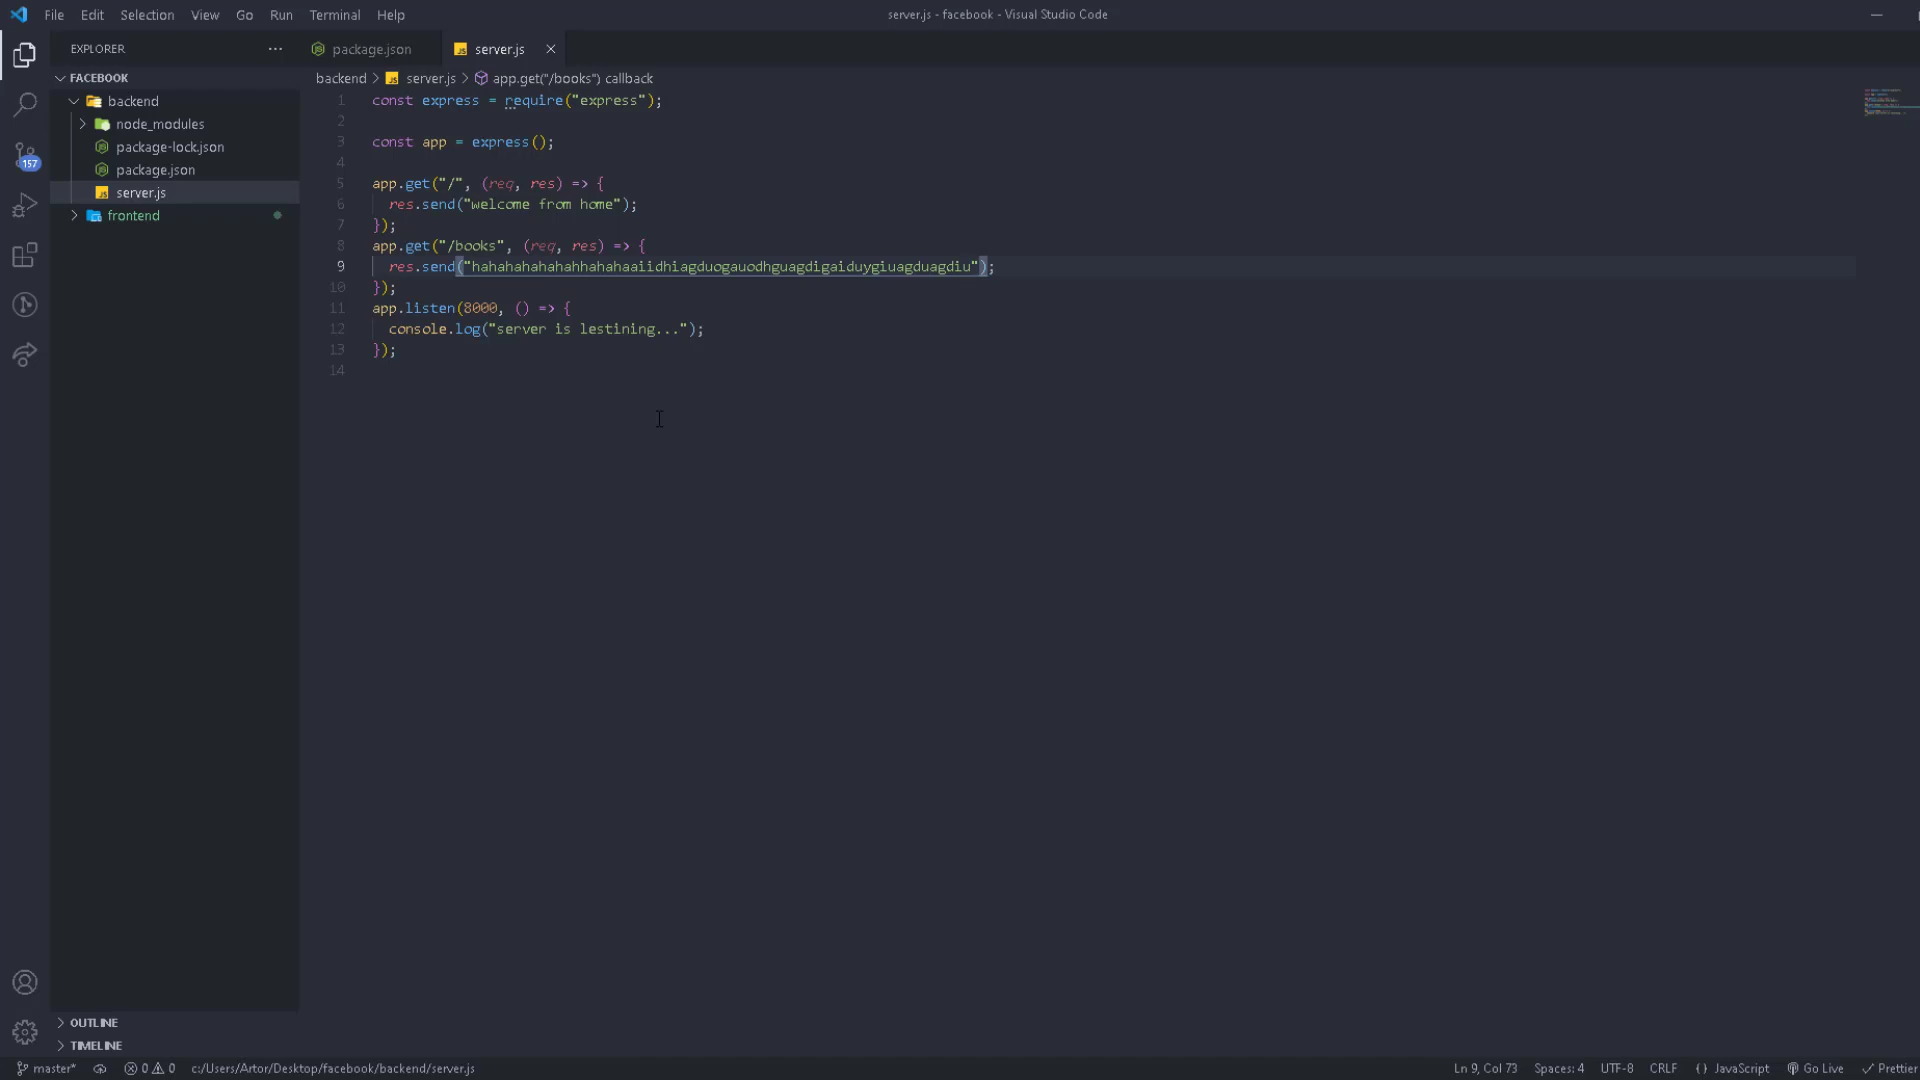 File Edit Selection View Go Run Terminal Help
server.js - facebook - Visual Studio Code
EXPLORER
package.json
server.js
FACEBOOK
backend > server.js > app.get("/books") callback
backend
node_modules
package-lock.json
package.json
server.js
frontend
157
1 const express = require("express");
2
3 const app = express();
4
5 app.get("/", (req, res) => {
6 res.send("welcome from home");
7 });
8 app.get("/books", (req, res) => {
9 res.send("hahahahahahahhahahaaiidhiagduogauodhguagdigaiduygiuagduagdiu");
10 });
11 app.listen(8000, () => {
12 console.log("server is lestining...");
13 });
14
OUTLINE
TIMELINE
master* 0 0 c:/Users/Artor/Desktop/facebook/backend/server.js
Ln 9, Col 73 Spaces: 4 UTF-8 CRLF {} JavaScript Go Live Prettier